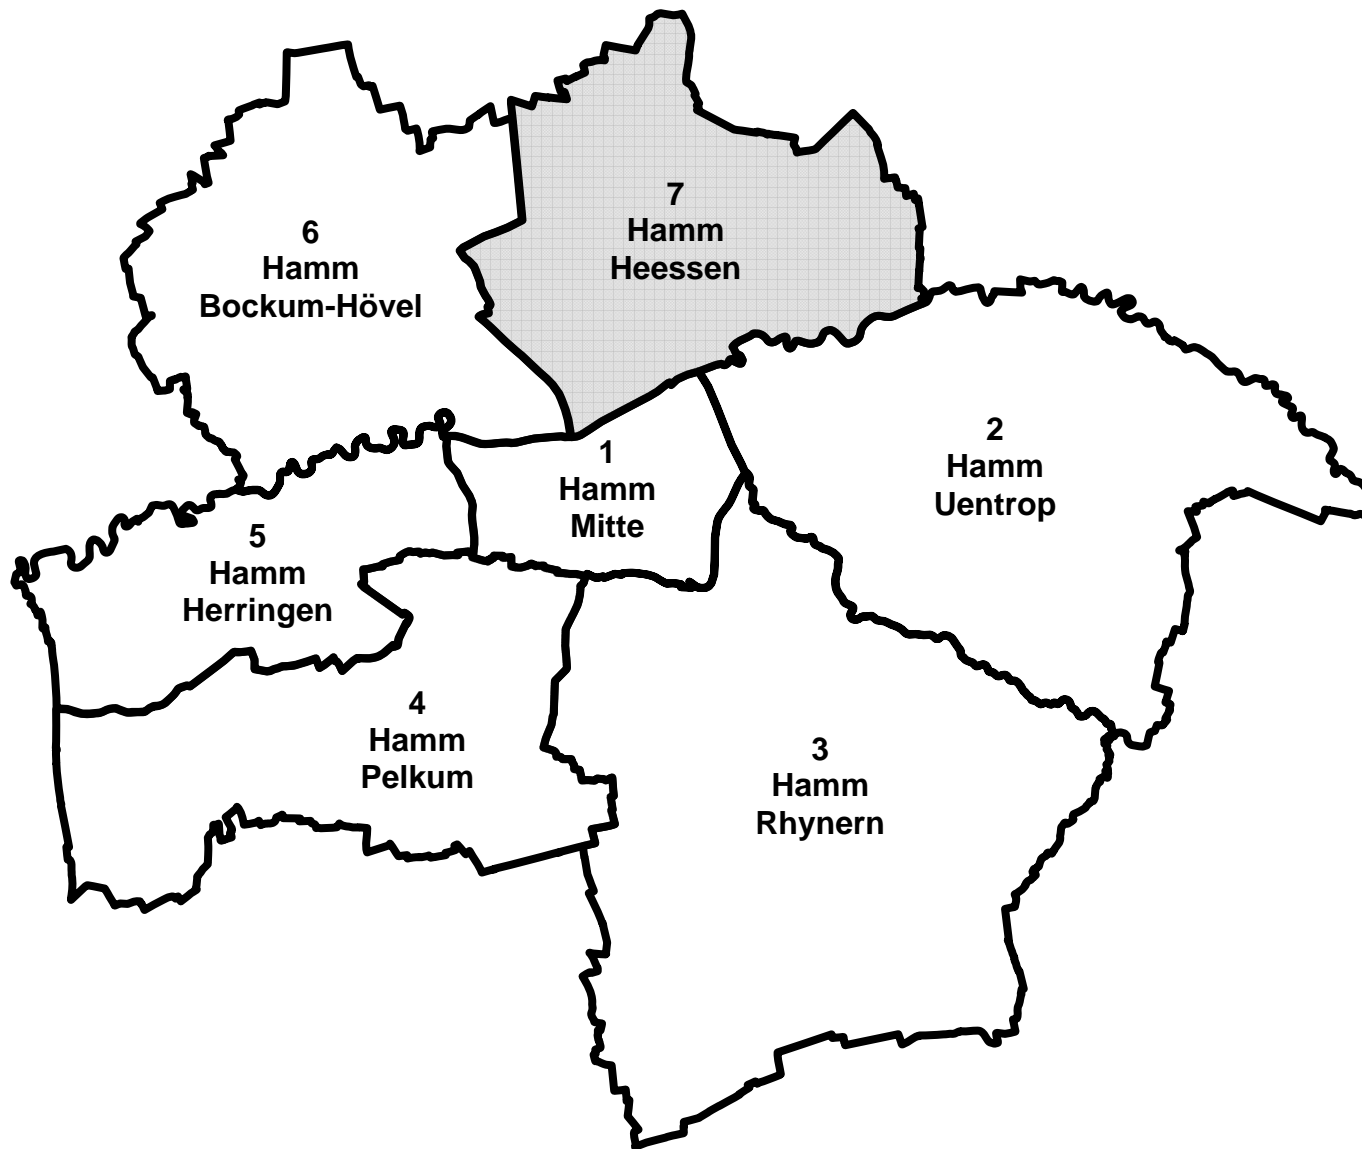 7
Hamm
Heessen
6
Hamm
Bockum-Hövel
2
Hamm
Uentrop
1
Hamm
Mitte
5
Hamm
Herringen
4
Hamm
Pelkum
3
Hamm
Rhynern